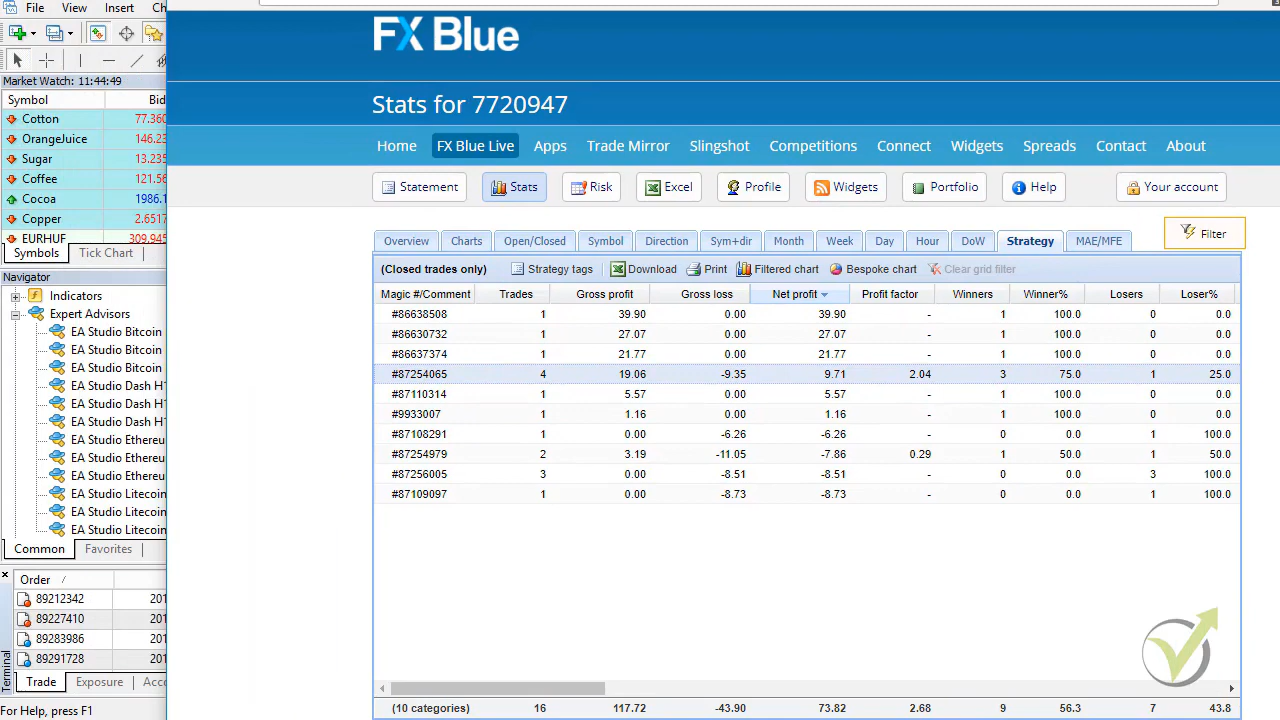 File View Insert Ch
Market Watch: 11:44:49
Symbol Bid
Cotton 77.360
OrangeJuice 146.23
Sugar 13.235
Coffee 121.56
Cocoa 1986.1
Copper 2.6517
EURHUF 309.945
Symbols Tick Chart
Navigator
Indicators
Expert Advisors
EA Studio Bitcoin
EA Studio Bitcoin
EA Studio Bitcoin
EA Studio Dash H1
EA Studio Dash H1
EA Studio Dash H1
EA Studio Ethereu
EA Studio Ethereu
EA Studio Ethereu
EA Studio Litecoin
EA Studio Litecoin
EA Studio Litecoin
Common Favorites
Order /
89212342 201
89227410 201
89283986 201
89291728 201
Terminal
Trade Exposure Acco
For Help, press F1
FX Blue
Stats for 7720947
Home FX Blue Live Apps Trade Mirror Slingshot Competitions Connect Widgets Spreads Contact About
Statement Stats Risk Excel Profile Widgets Portfolio Help Your account
Filter
Overview Charts Open/Closed Symbol Direction Sym+dir Month Week Day Hour DoW Strategy MAE/MFE
(Closed trades only) Strategy tags Download Print Filtered chart Bespoke chart Clear grid filter
Magic #/Comment Trades Gross profit Gross loss Net profit Profit factor Winners Winner% Losers Loser%
#86638508 1 39.90 0.00 39.90 - 1 100.0 0 0.0
#86630732 1 27.07 0.00 27.07 - 1 100.0 0 0.0
#86637374 1 21.77 0.00 21.77 - 1 100.0 0 0.0
#87254065 4 19.06 -9.35 9.71 2.04 3 75.0 1 25.0
#87110314 1 5.57 0.00 5.57 - 1 100.0 0 0.0
#9933007 1 1.16 0.00 1.16 - 1 100.0 0 0.0
#87108291 1 0.00 -6.26 -6.26 - 0 0.0 1 100.0
#87254979 2 3.19 -11.05 -7.86 0.29 1 50.0 1 50.0
#87256005 3 0.00 -8.51 -8.51 - 0 0.0 3 100.0
#87109097 1 0.00 -8.73 -8.73 - 0 0.0 1 100.0
(10 categories) 16 117.72 -43.90 73.82 2.68 9 56.3 7 43.8